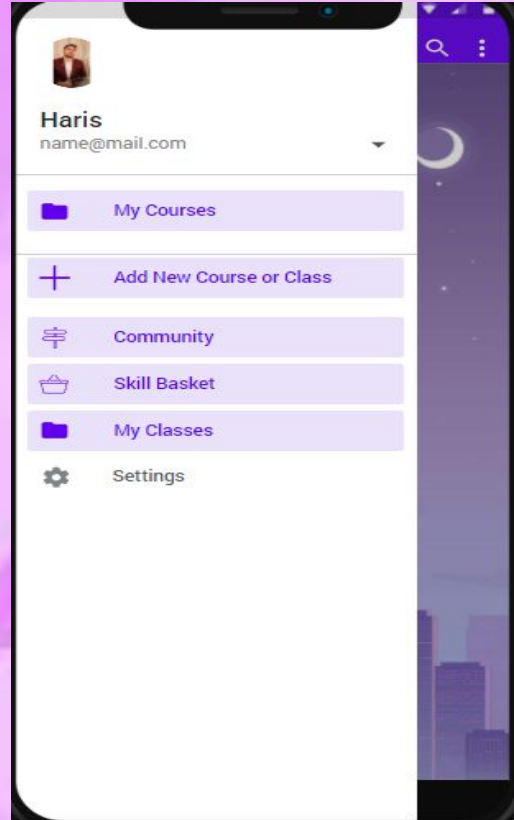 Haris
name@mail.com
My Courses
Add New Course or Class
Community
Skill Basket
My Classes
Settings